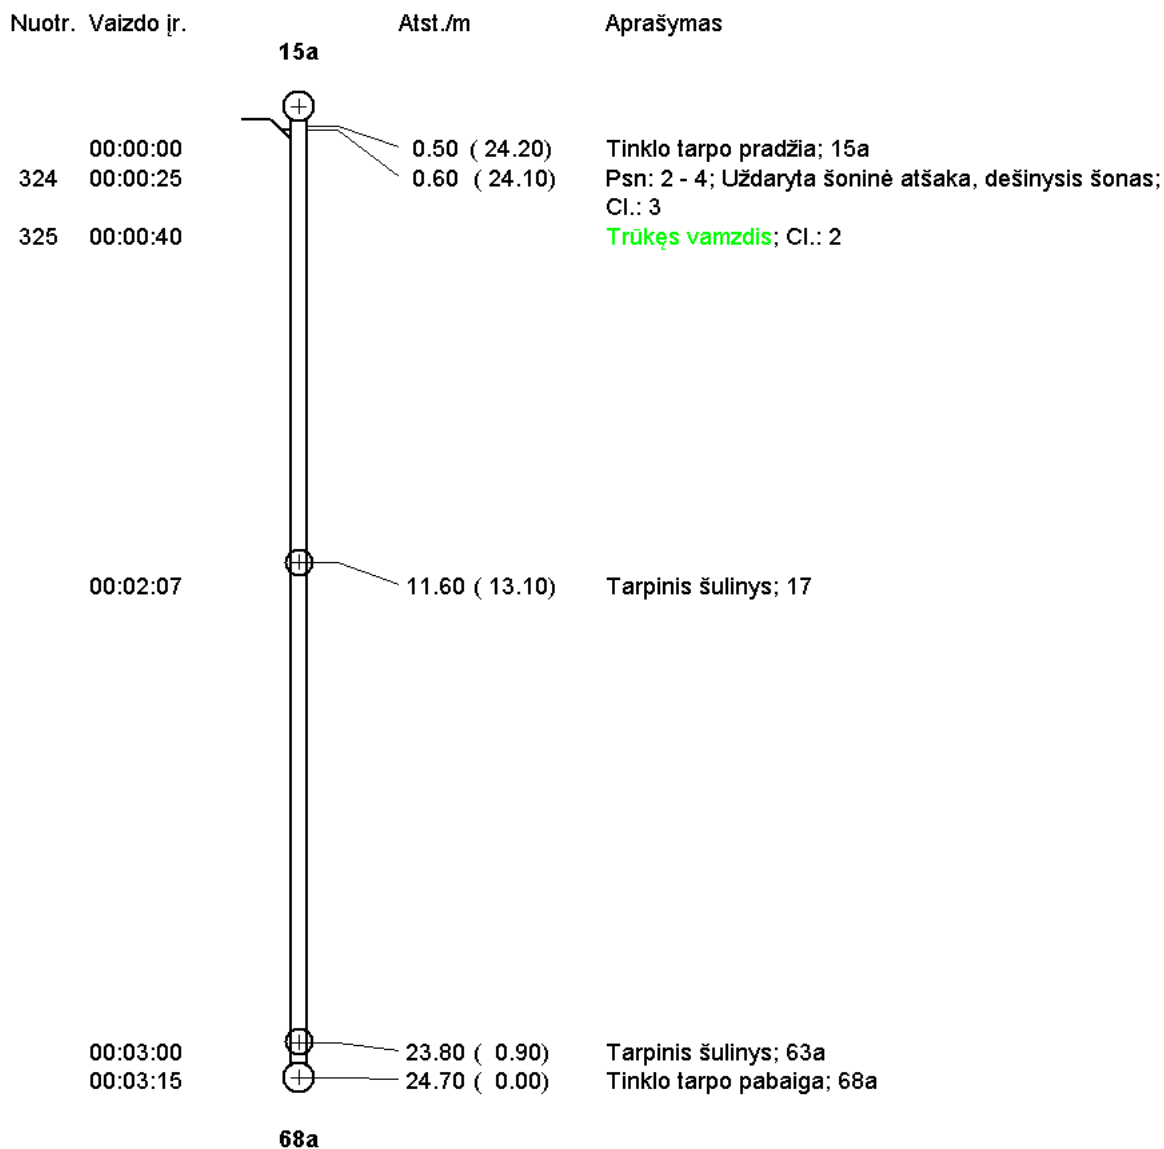 Nuotr. Vaizdo įr. Atst./m Aprašymas
15a
00:00:00 0.50 ( 24.20) Tinklo tarpo pradžia; 15a
324 00:00:25 0.60 ( 24.10) Psn: 2 - 4; Uždaryta šoninė atšaka, dešinysis šonas;
Cl.: 3
325 00:00:40 Trūkęs vamzdis; Cl.: 2
00:02:07 11.60 ( 13.10) Tarpinis šulinys; 17
00:03:00 23.80 ( 0.90) Tarpinis šulinys; 63a
00:03:15 24.70 ( 0.00) Tinklo tarpo pabaiga; 68a
68a